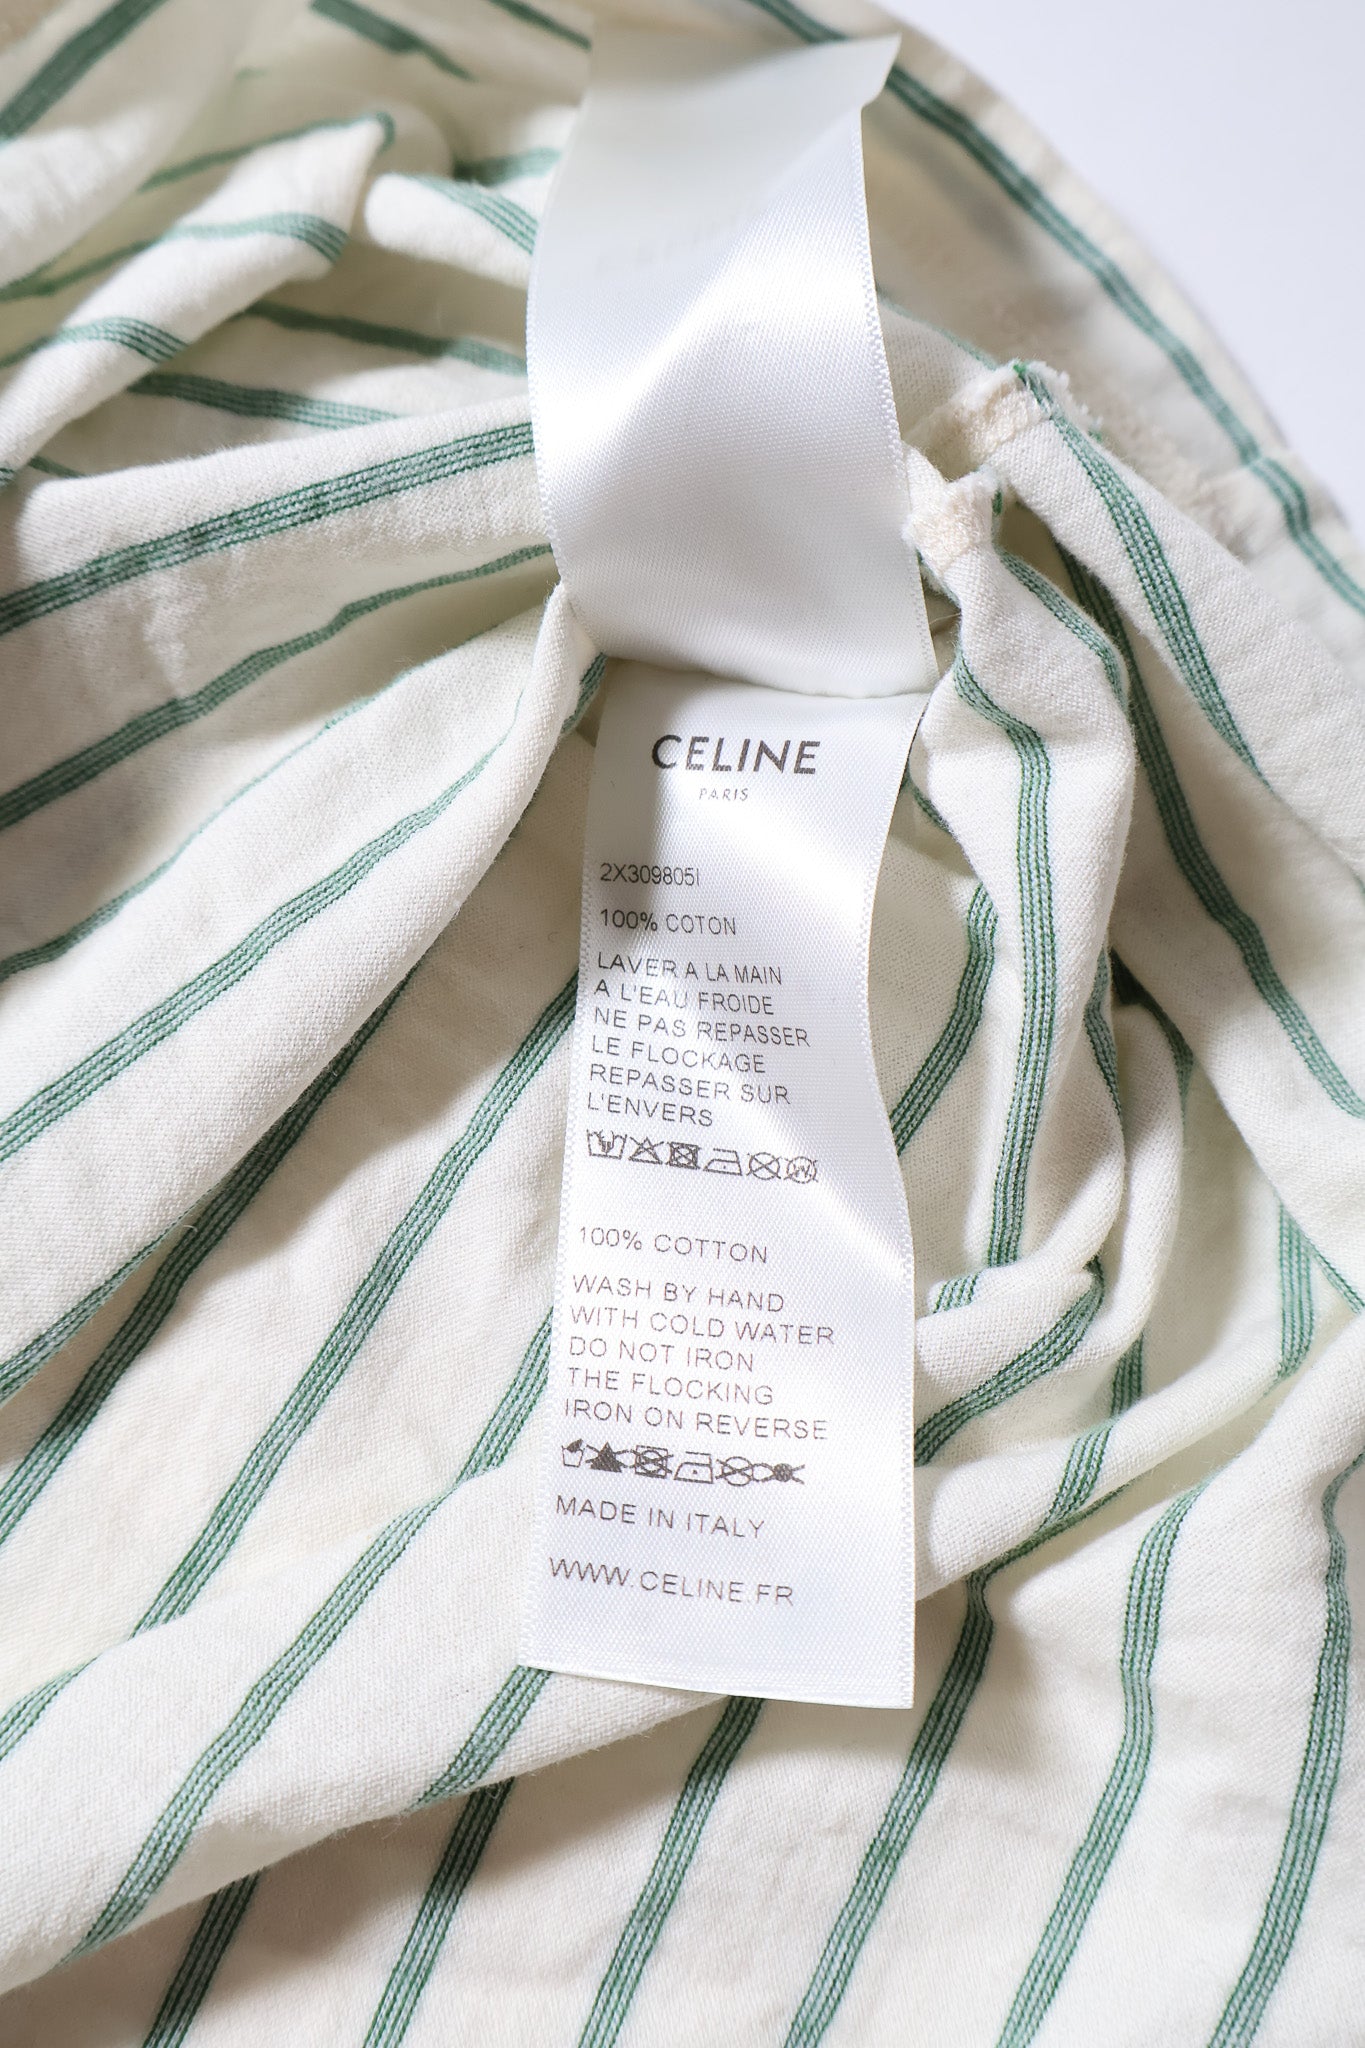 CELINE
PARIS
2X309805I
100% COTON
LAVER A LA MAIN
A L'EAU FROIDE
NE PAS REPASSER
LE FLOCKAGE
REPASSER SUR
L'ENVERS
100% COTTON
WASH BY HAND
WITH COLD WATER
DO NOT IRON
THE FLOCKING
IRON ON REVERSE
MADE IN ITALY
WWW.CELINE.FR